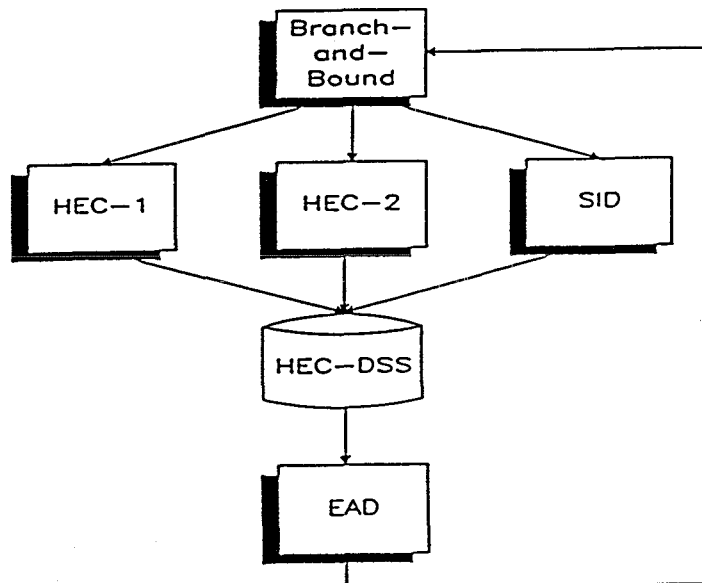 Branch-
and-
Bound
HEC-1
HEC-2
SID
HEC-DSS
EAD